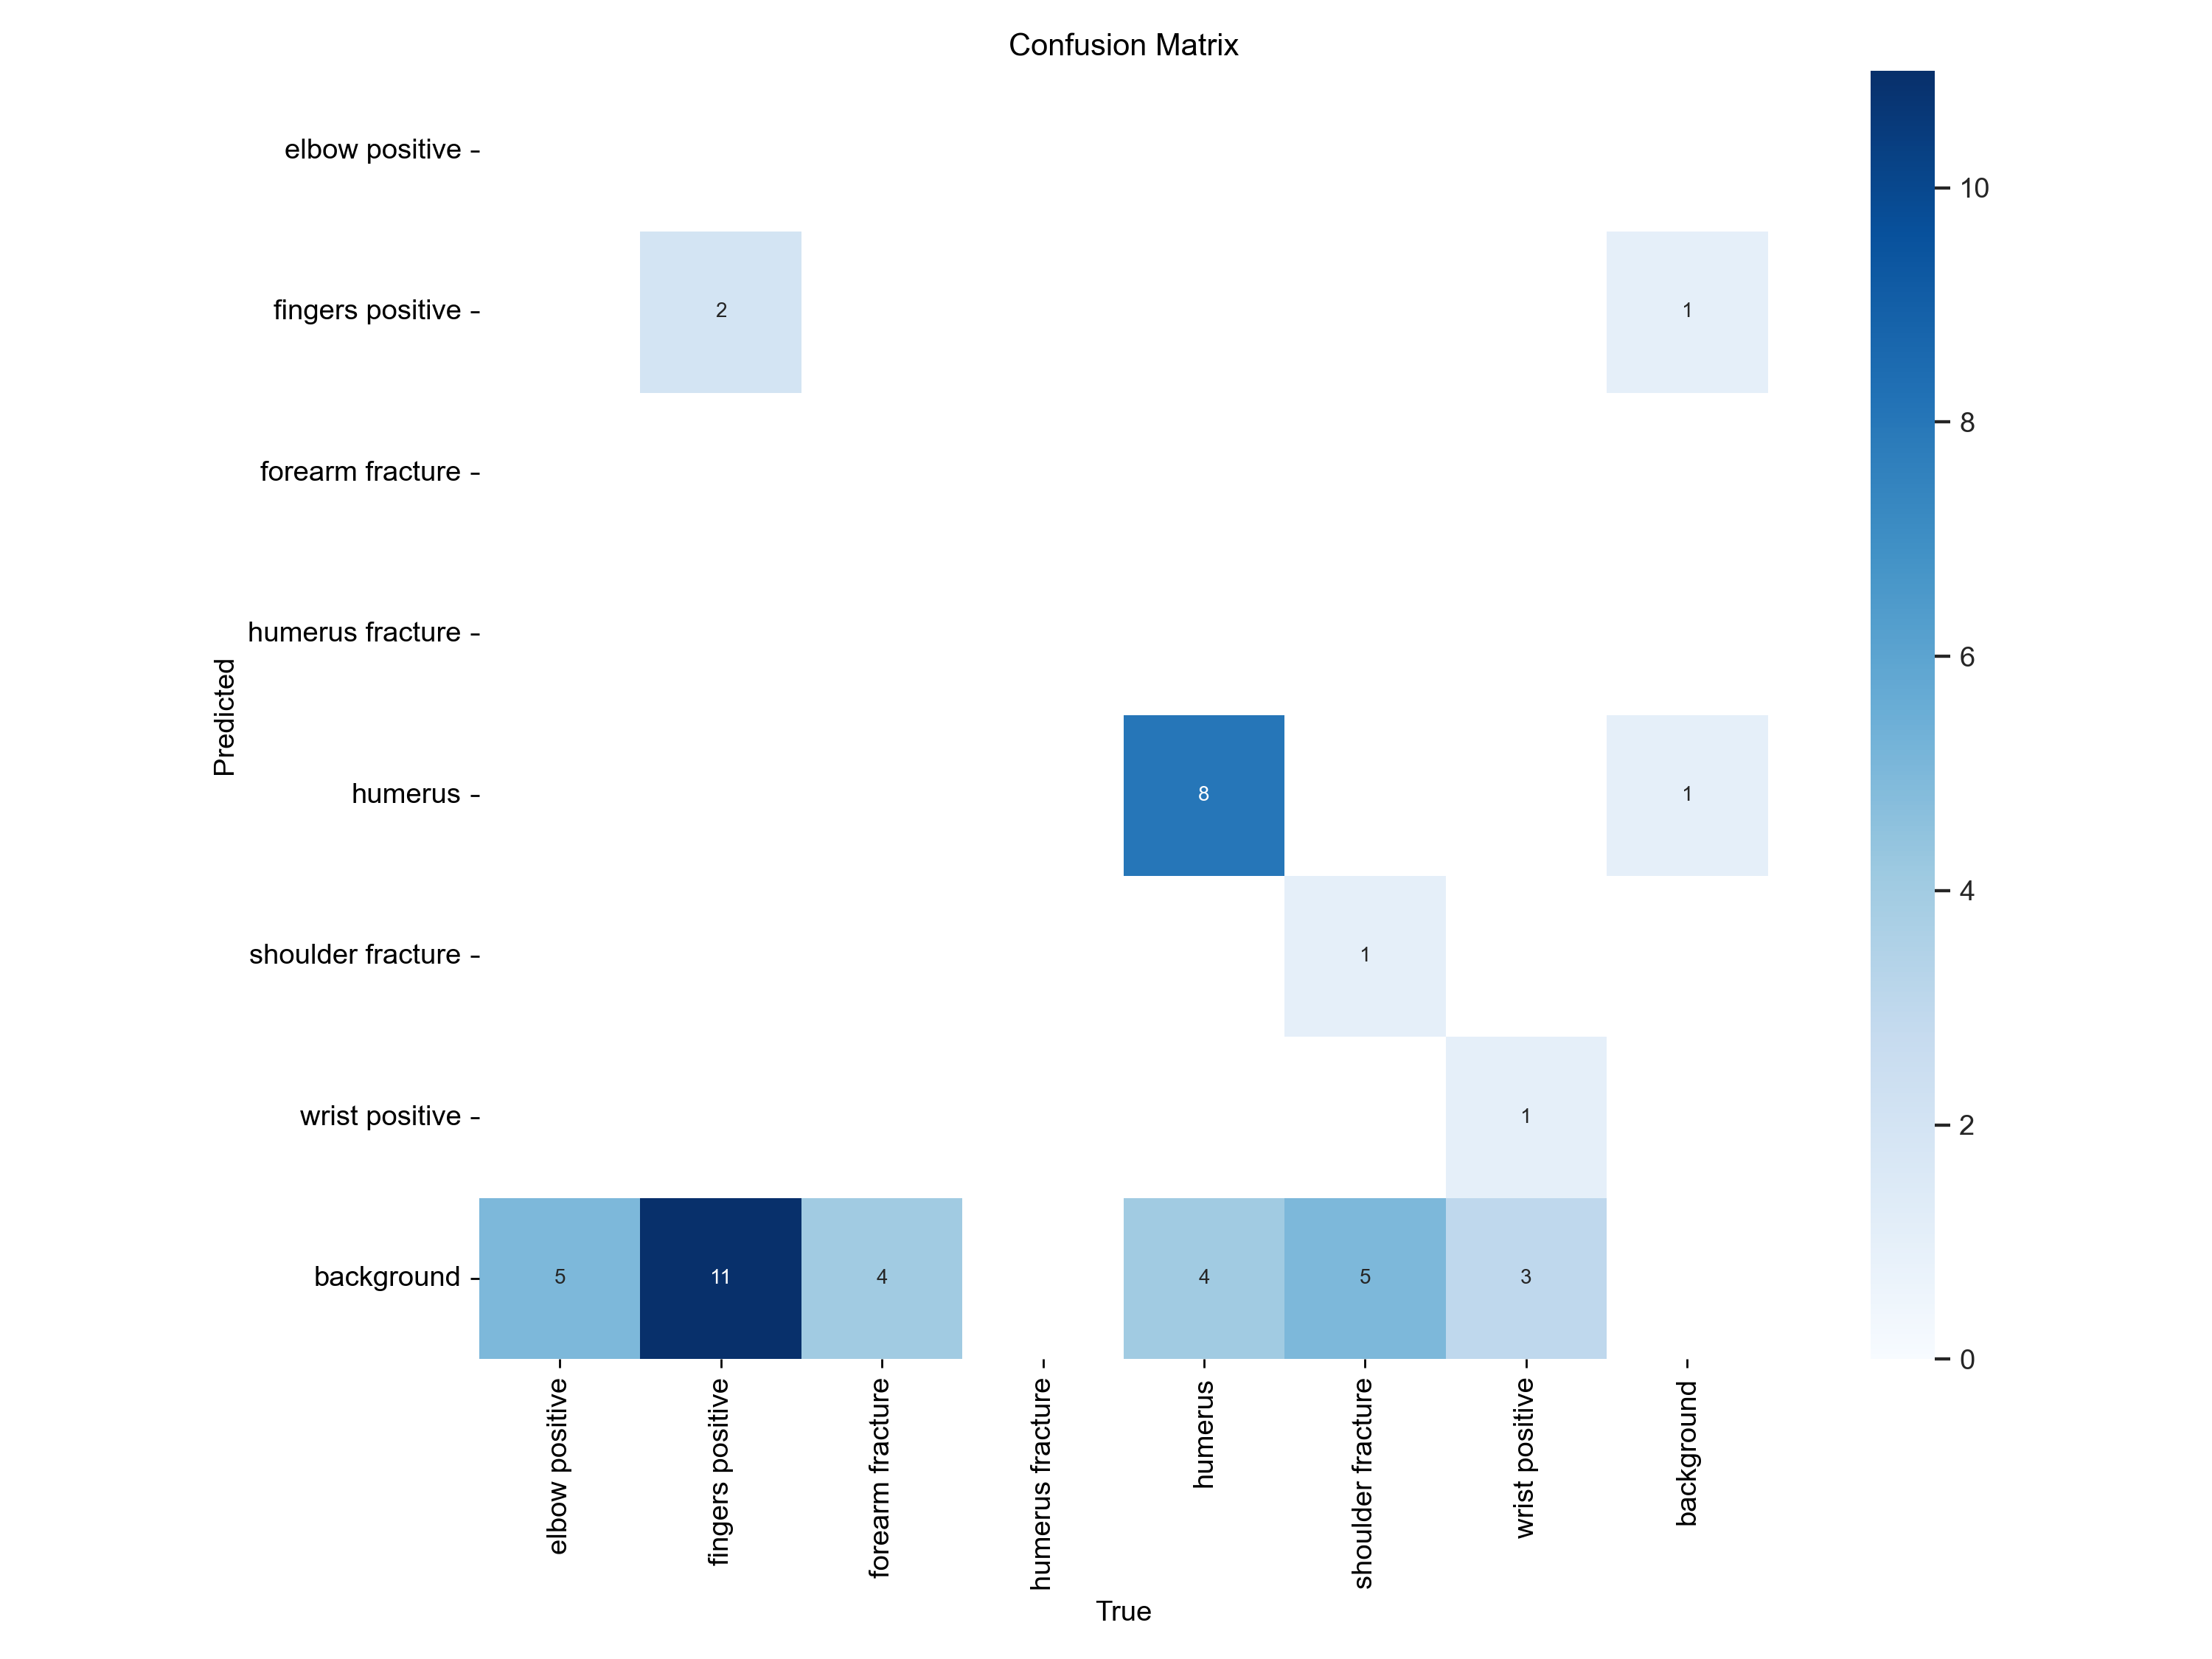 Confusion Matrix
elbow positive
fingers positive
2
1
forearm fracture
humerus fracture
humerus
8
1
shoulder fracture
1
wrist positive
1
background
5
11
4
4
5
3
Predicted
elbow positive
fingers positive
forearm fracture
humerus fracture
humerus
shoulder fracture
wrist positive
background
True
10
8
6
4
2
0